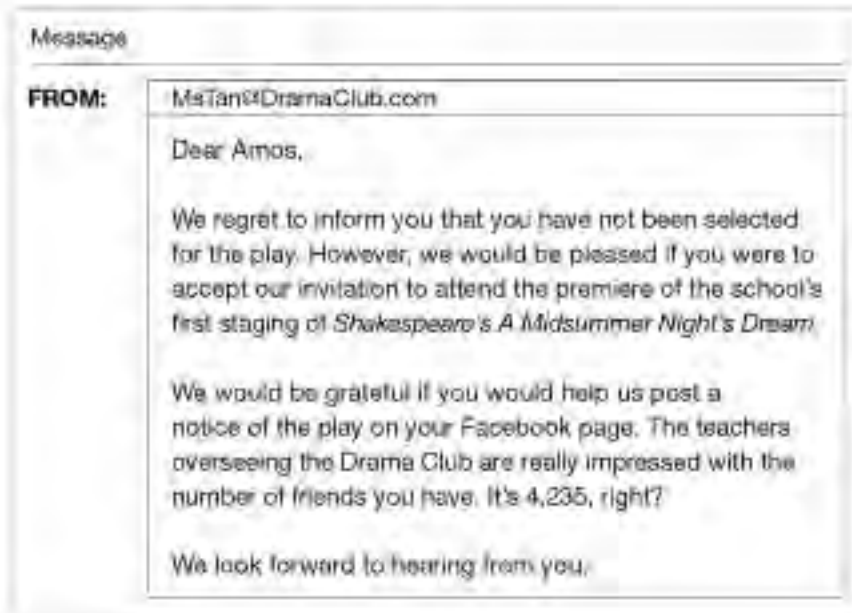 Message
FROM: MsTan@DramaClub.com
Dear Amos,
We regret to inform you that you have not been selected
for the play. However, we would be pleased if you were to
accept our invitation to attend the premiere of the school's
first staging of Shakespeare's A Midsummer Night's Dream.
We would be grateful if you would help us post a
notice of the play on your Facebook page. The teachers
overseeing the Drama Club are really impressed with the
number of friends you have. It's 4,235, right?
We look forward to hearing from you.